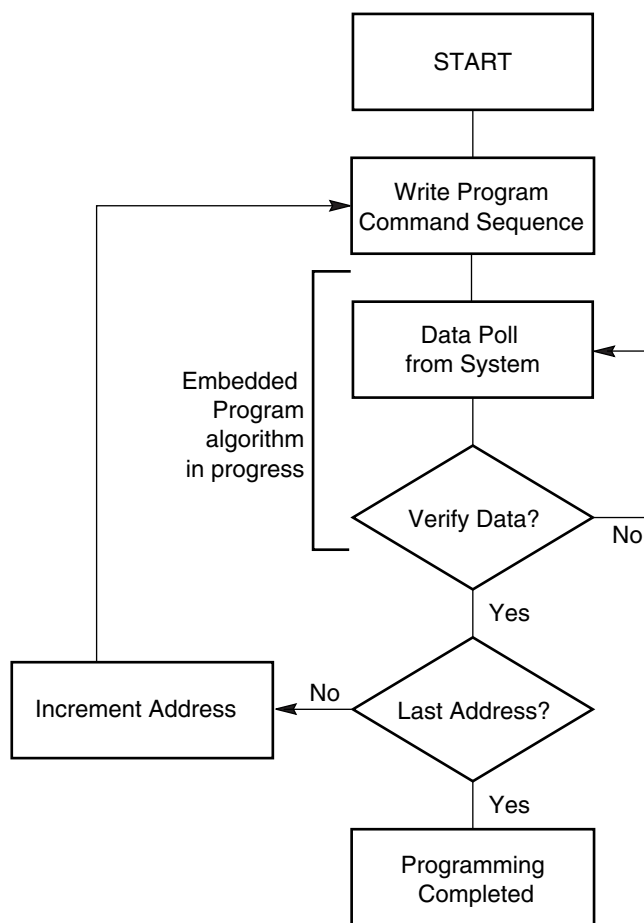 START
Write Program
Command Sequence
Data Poll
from System
Embedded
Program
algorithm
in progress
Verify Data?
No
Yes
No
Increment Address
Last Address?
Yes
Programming
Completed